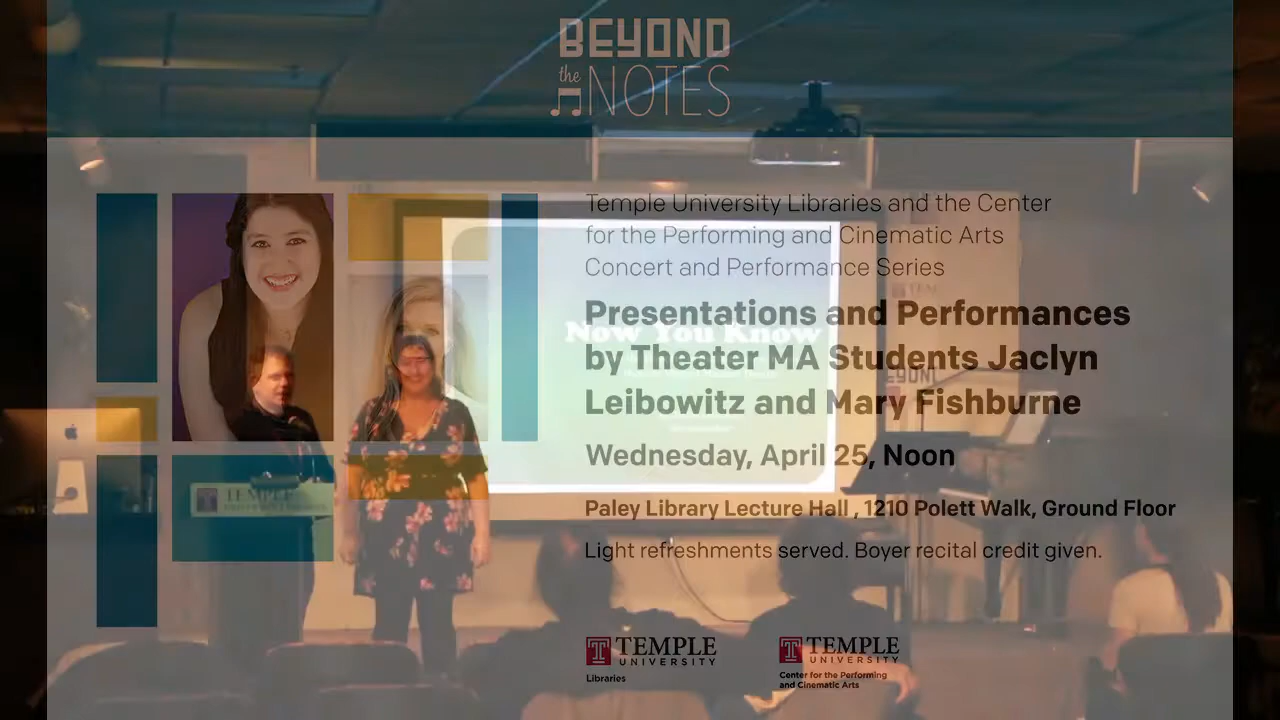 BEYOND
the
NOTES
Temple University Libraries and the Center
for the Performing and Cinematic Arts
Concert and Performance Series
Presentations and Performances
by Theater MA Students Jaclyn
Leibowitz and Mary Fishburne
Wednesday, April 25, Noon
Paley Library Lecture Hall , 1210 Polett Walk, Ground Floor
Light refreshments served. Boyer recital credit given.
Now You Know
BEYOND
TEMPLE
TEMPLE
UNIVERSITY
Libraries
TEMPLE
UNIVERSITY
Center for the Performing
and Cinematic Arts